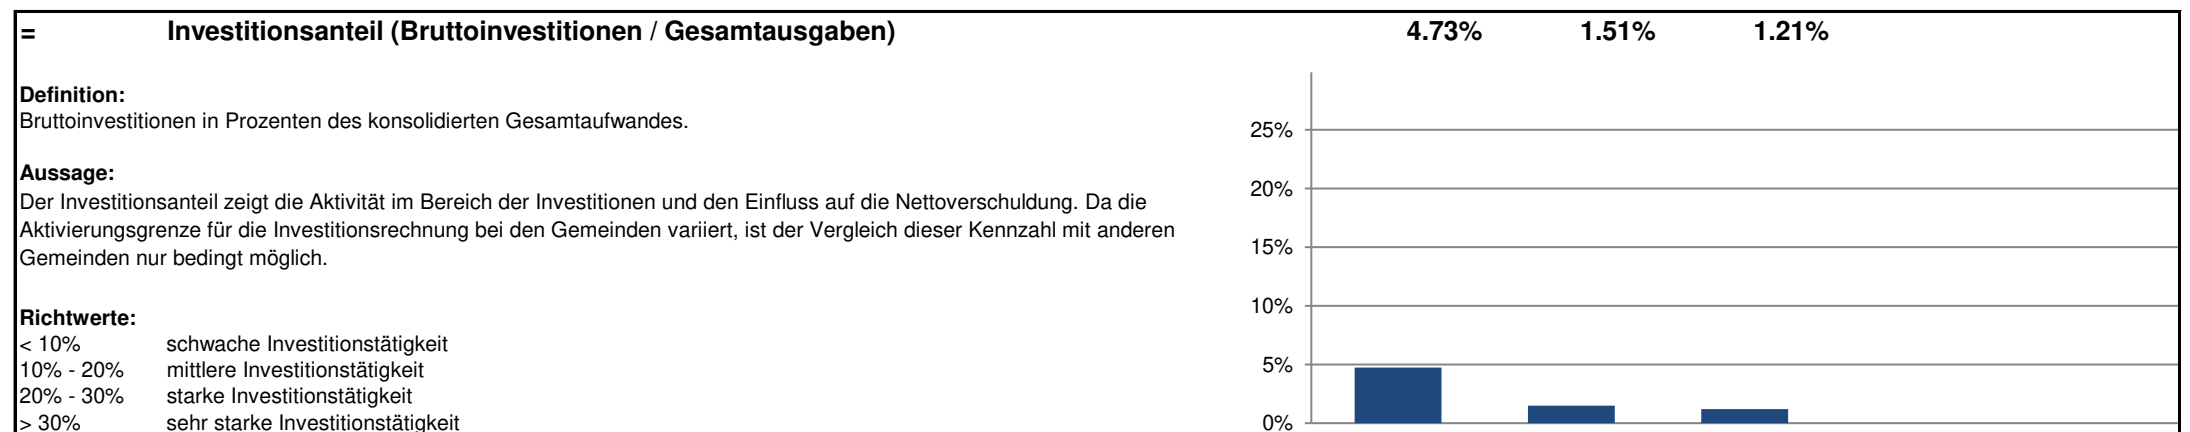 = Investitionsanteil (Bruttoinvestitionen / Gesamtausgaben) 4.73% 1.51% 1.21%
Definition:
Bruttoinvestitionen in Prozenten des konsolidierten Gesamtaufwandes.
Aussage:
Der Investitionsanteil zeigt die Aktivität im Bereich der Investitionen und den Einfluss auf die Nettoverschuldung. Da die
Aktivierungsgrenze für die Investitionsrechnung bei den Gemeinden variiert, ist der Vergleich dieser Kennzahl mit anderen
Gemeinden nur bedingt möglich.
Richtwerte:
< 10% schwache Investitionstätigkeit
10% - 20% mittlere Investitionstätigkeit
20% - 30% starke Investitionstätigkeit
> 30% sehr starke Investitionstätigkeit
25%
20%
15%
10%
5%
0%